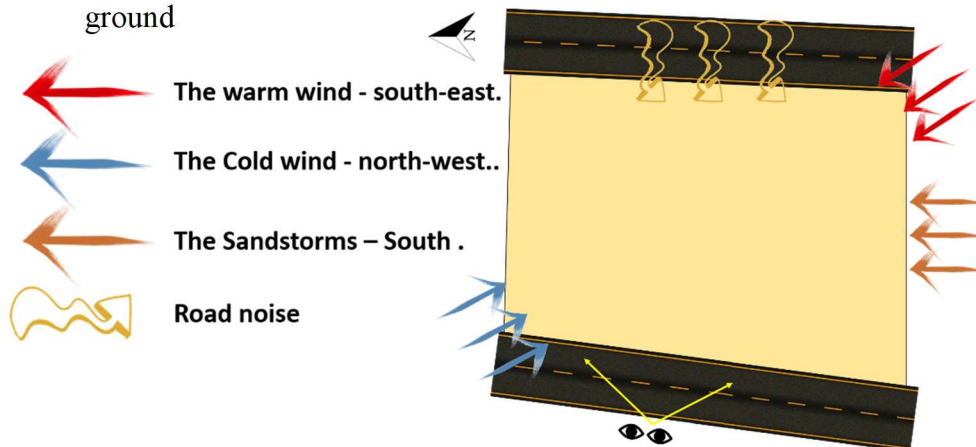 ground
N
The warm wind - south-east.
The Cold wind - north-west..
The Sandstorms – South .
Road noise